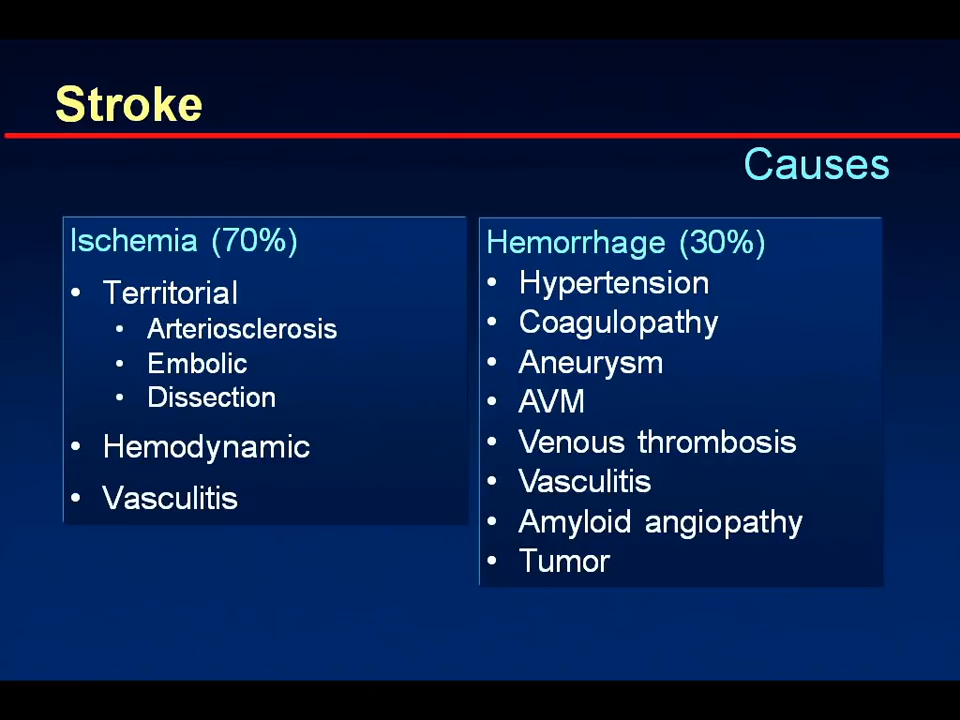 Stroke
Causes
Ischemia (70%)
• Territorial
• Arteriosclerosis
• Embolic
• Dissection
• Hemodynamic
• Vasculitis
Hemorrhage (30%)
• Hypertension
• Coagulopathy
• Aneurysm
• AVM
• Venous thrombosis
• Vasculitis
• Amyloid angiopathy
• Tumor